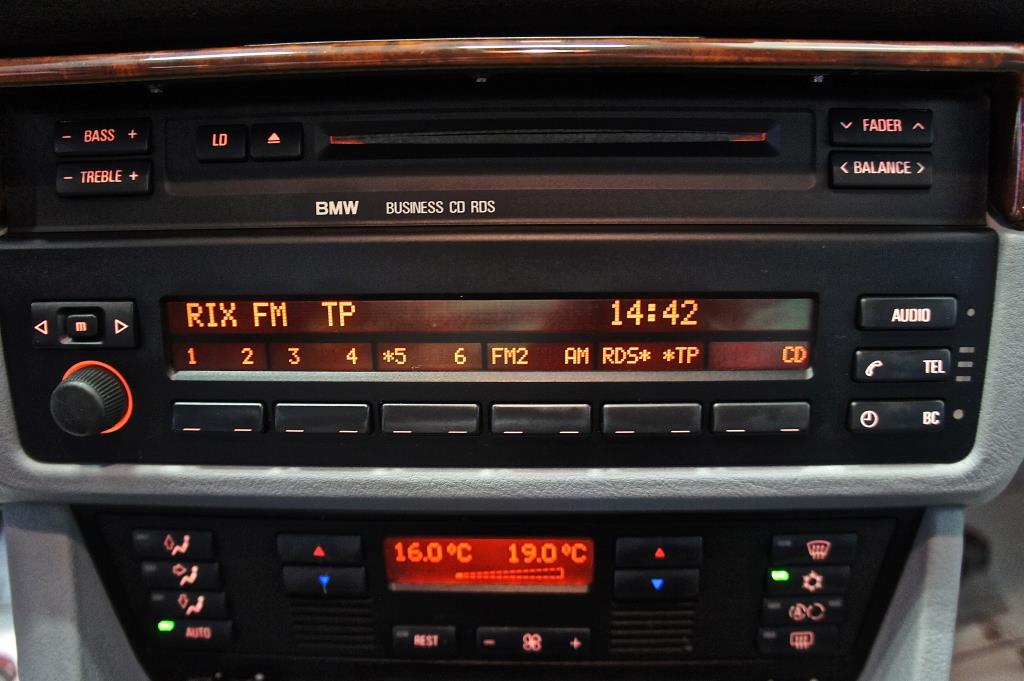 - BASS +
LD
∨ FADER ∧
- TREBLE +
< BALANCE >
BMW BUSINESS CD RDS
RIX FM TP 14:42
m
AUDIO
1 2 3 4 *5 6 FM2 AM RDS* *TP CD
TEL
BC
16.0°C 19.0°C
AUTO
REST
- +